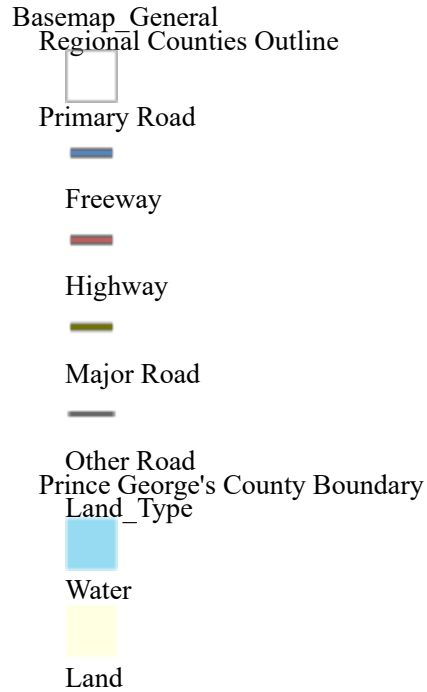 Basemap_General
Regional Counties Outline
Primary Road
Freeway
Highway
Major Road
Other Road
Prince George's County Boundary
Land_Type
Water
Land